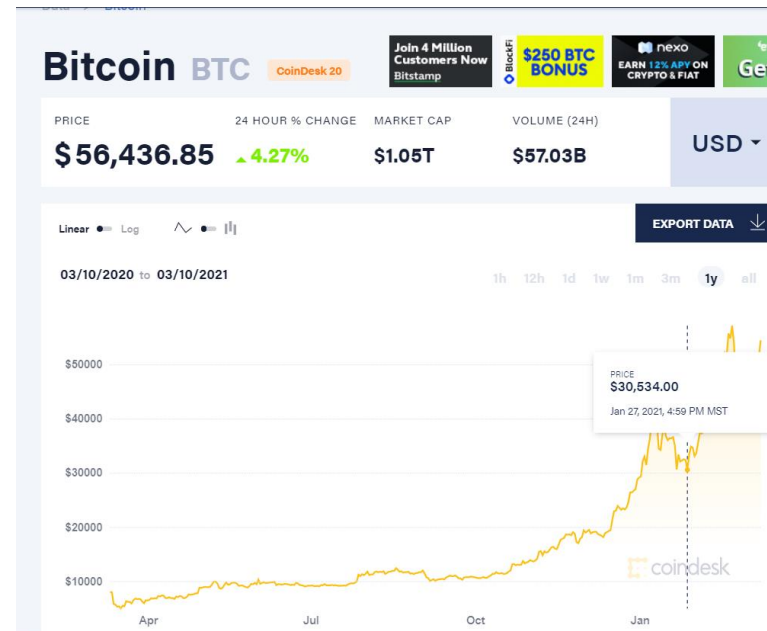 Bitcoin BTC CoinDesk 20
Join 4 Million
Customers Now
Bitstamp
BlockFi
$250 BTC
BONUS
nexo
EARN 12% APY ON
CRYPTO & FIAT
PRICE
24 HOUR % CHANGE
MARKET CAP
VOLUME (24H)
$56,436.85
4.27%
$1.05T
$57.03B
USD
Linear Log
EXPORT DATA
03/10/2020 to 03/10/2021
1h 12h 1d 1w 1m 3m 1y all
PRICE
$30,534.00
Jan 27, 2021, 4:59 PM MST
$50000
$40000
$30000
$20000
$10000
coindesk
Apr Jul Oct Jan